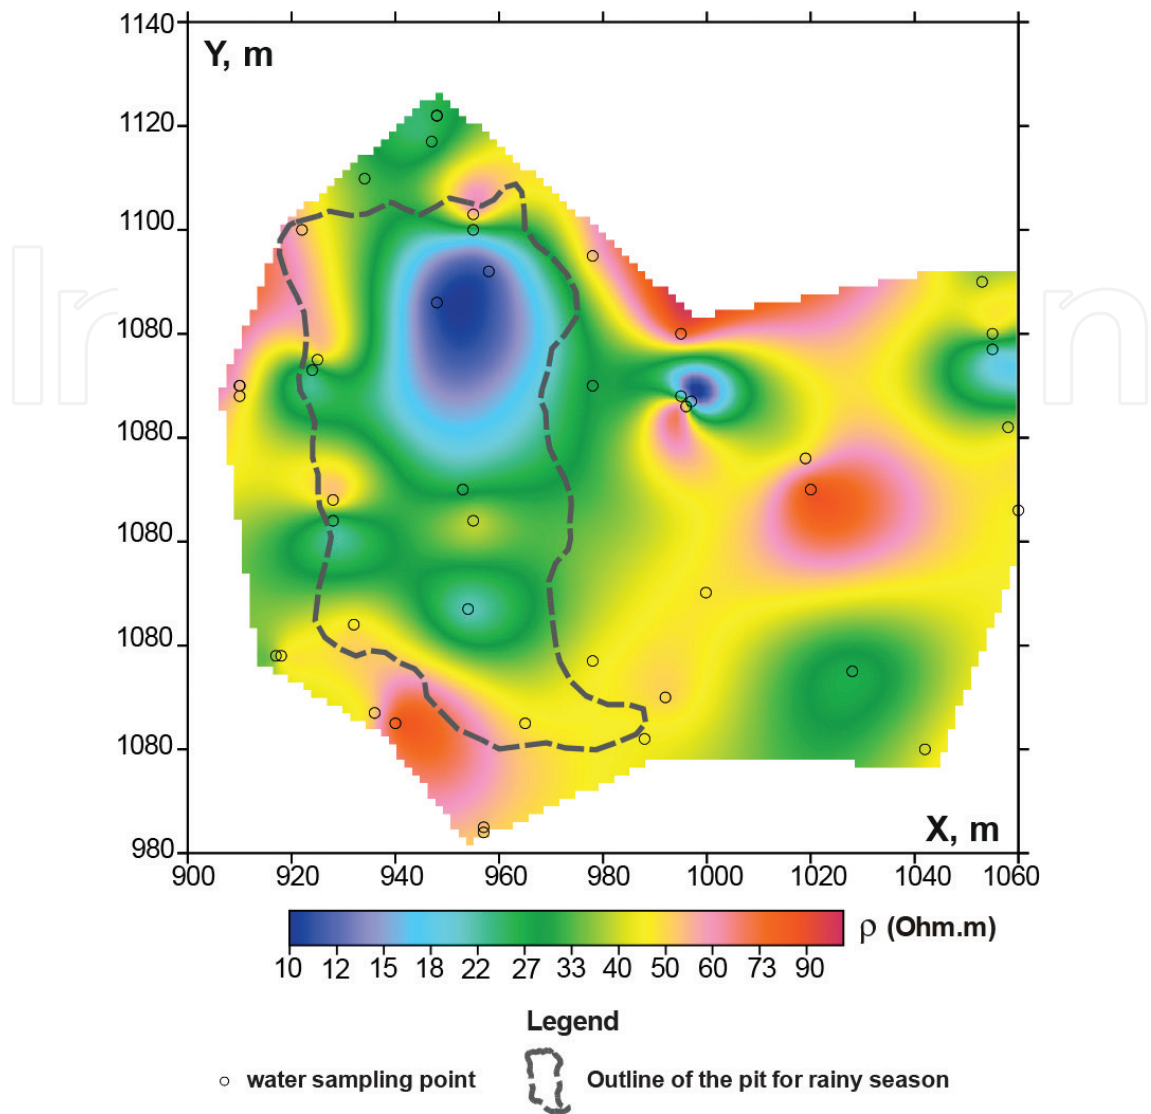 1140
Y, m
1120
1100
1080
1080
1080
1080
1080
X, m
980
900 920 940 960 980 1000 1020 1040 1060
ρ (Ohm.m)
10 12 15 18 22 27 33 40 50 60 73 90
Legend
water sampling point Outline of the pit for rainy season